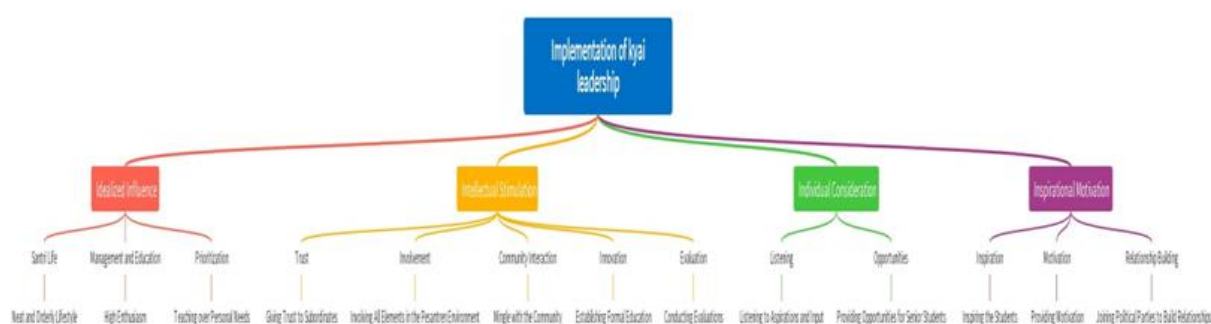 Implementation of kyai
leadership
Idealized Influence
Intellectual Stimulation
Individual Consideration
Inspirational Motivation
Santri Life
Management and Education
Prioritization
Trust
Involvement
Community Interaction
Innovation
Evaluation
Listening
Opportunities
Inspiration
Motivation
Relationship Building
Neat and Orderly Lifestyle
High Enthusiasm
Teaching over Personal Needs
Giving Trust to Subordinates
Involving All Elements in the Pesantren Environment
Mingle with the Community
Establishing Formal Education
Conducting Evaluations
Listening to Aspirations and Input
Providing Opportunities for Senior Students
Inspiring the Students
Providing Motivation
Joining Political Parties to Build Relationships